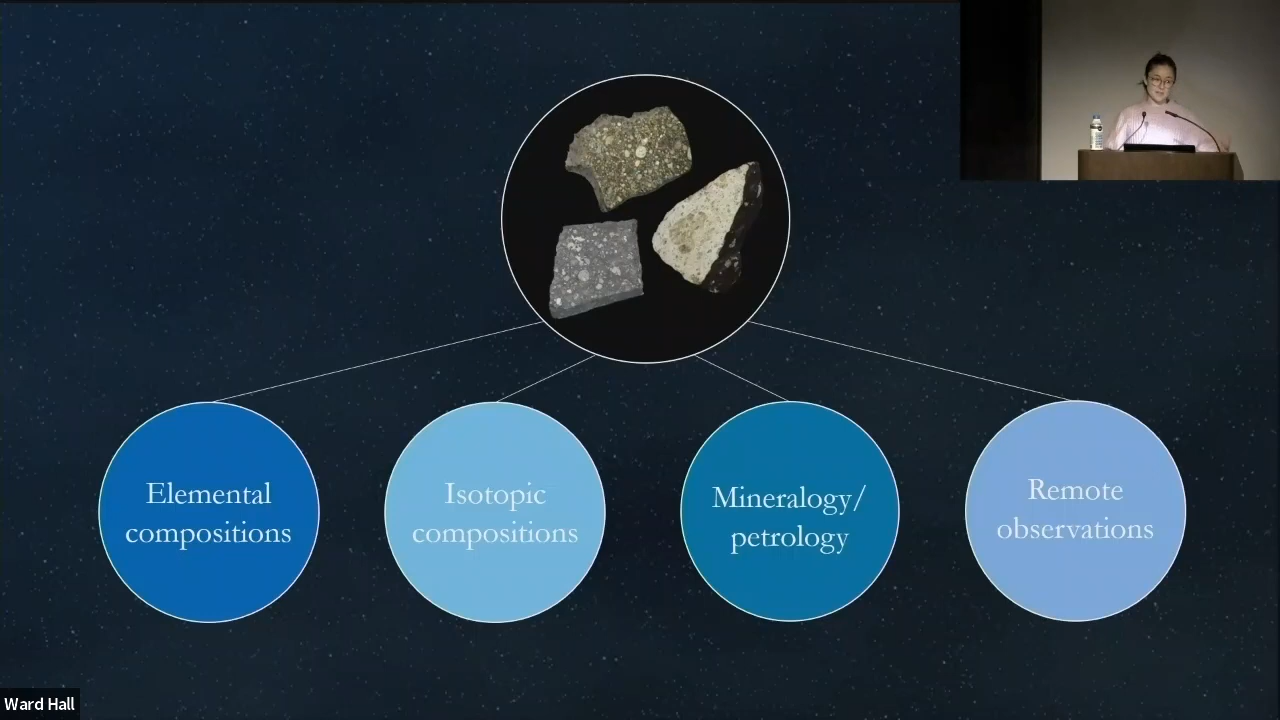 Elemental
compositions
Isotopic
compositions
Mineralogy/
petrology
Remote
observations
Ward Hall